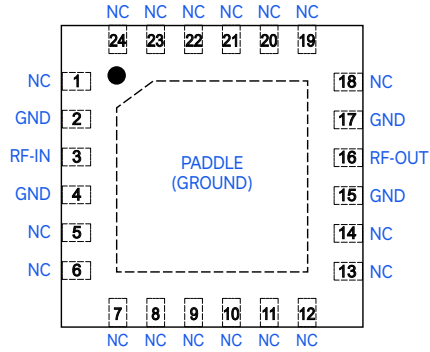 NC NC NC NC NC NC
24 23 22 21 20 19
NC 1 18 NC
GND 2 17 GND
RF-IN 3 16 RF-OUT
PADDLE
(GROUND)
GND 4 15 GND
NC 5 14 NC
NC 6 13 NC
7 8 9 10 11 12
NC NC NC NC NC NC